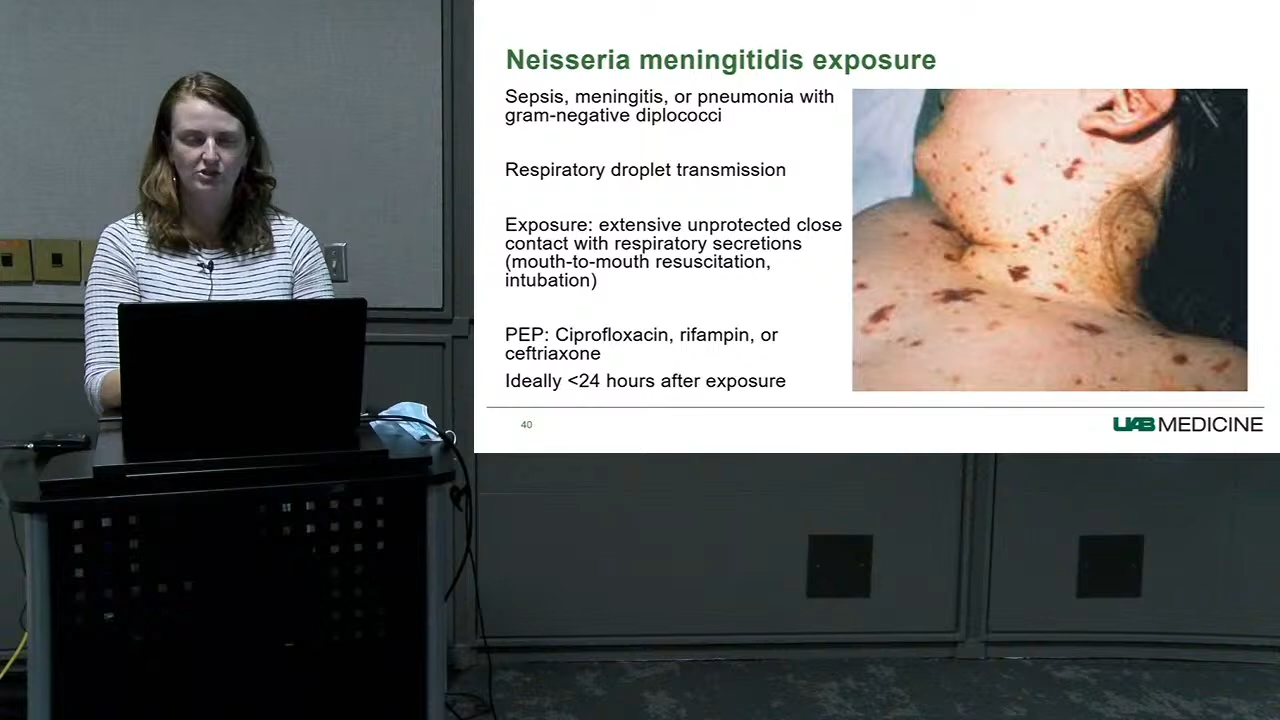 Neisseria meningitidis exposure
Sepsis, meningitis, or pneumonia with
gram-negative diplococci
Respiratory droplet transmission
Exposure: extensive unprotected close
contact with respiratory secretions
(mouth-to-mouth resuscitation,
intubation)
PEP: Ciprofloxacin, rifampin, or
ceftriaxone
Ideally <24 hours after exposure
40
UAB MEDICINE